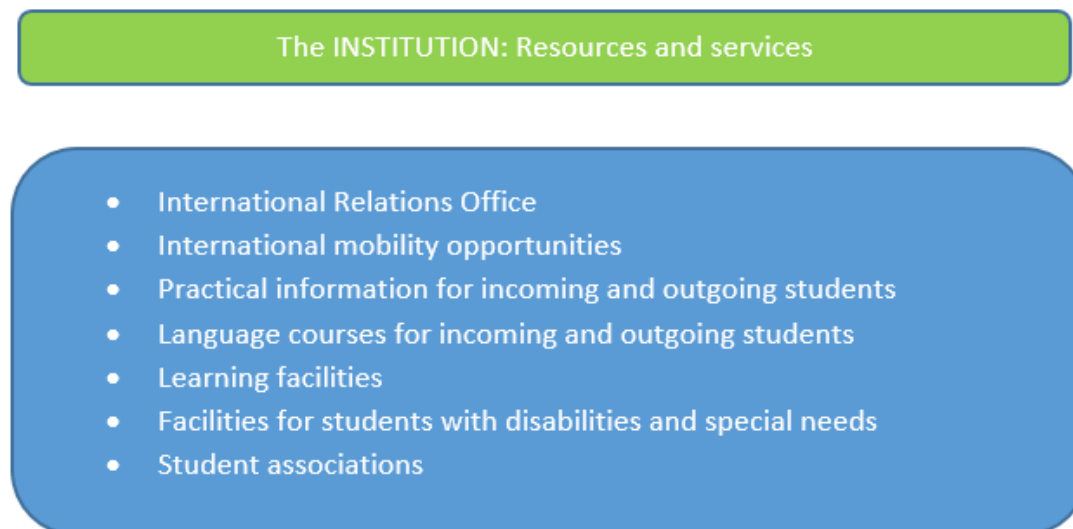 The INSTITUTION: Resources and services
• International Relations Office
• International mobility opportunities
• Practical information for incoming and outgoing students
• Language courses for incoming and outgoing students
• Learning facilities
• Facilities for students with disabilities and special needs
• Student associations